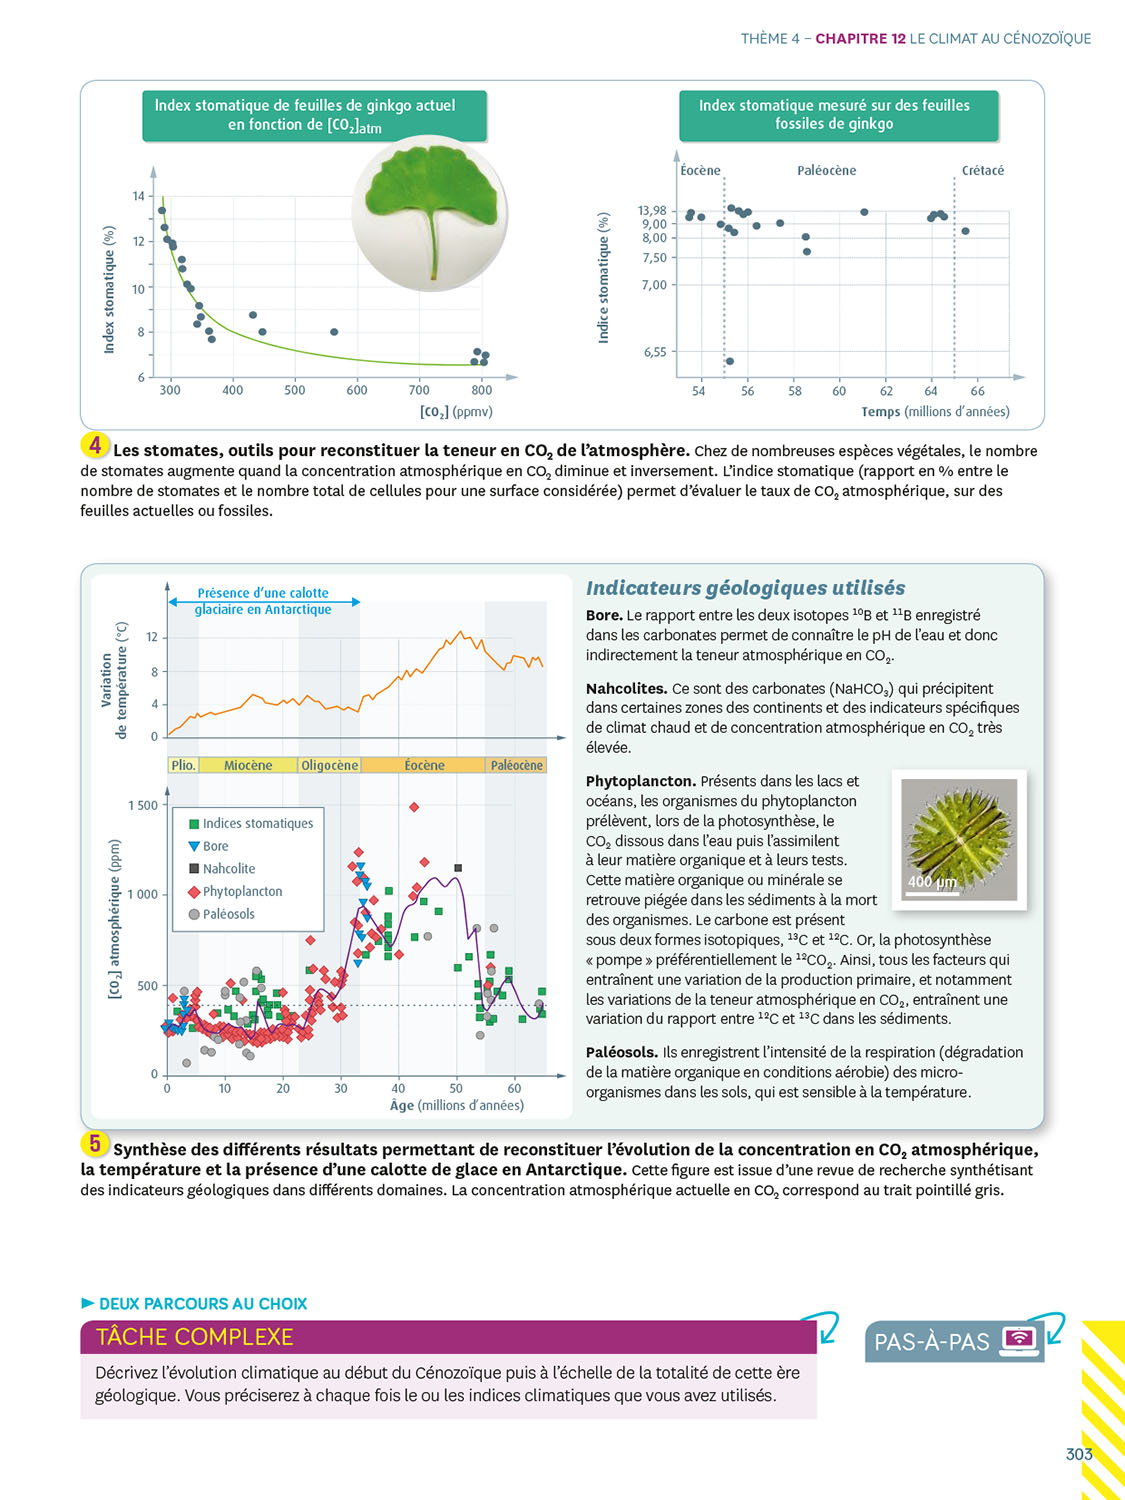 THÈME 4 – CHAPITRE 12 LE CLIMAT AU CÉNOZOÏQUE
Index stomatique de feuilles de ginkgo actuel
en fonction de [CO₂]atm
Index stomatique (%)
14
12
10
8
6
300 400 500 600 700 800
[CO₂] (ppmv)
Index stomatique mesuré sur des feuilles
fossiles de ginkgo
Éocène Paléocène Crétacé
Indice stomatique (%)
13,98
9,00
8,00
7,50
7,00
6,55
54 56 58 60 62 64 66
Temps (millions d'années)
4 Les stomates, outils pour reconstituer la teneur en CO₂ de l'atmosphère. Chez de nombreuses espèces végétales, le nombre
de stomates augmente quand la concentration atmosphérique en CO₂ diminue et inversement. L'indice stomatique (rapport en % entre le
nombre de stomates et le nombre total de cellules pour une surface considérée) permet d'évaluer le taux de CO₂ atmosphérique, sur des
feuilles actuelles ou fossiles.
Présence d'une calotte
glaciaire en Antarctique
Variation
de température (°C)
12
8
4
0
Plio. Miocène Oligocène Éocène Paléocène
[CO₂] atmosphérique (ppm)
1 500
1 000
500
0
Indices stomatiques
Bore
Nahcolite
Phytoplancton
Paléosols
0 10 20 30 40 50 60
Âge (millions d'années)
Indicateurs géologiques utilisés
Bore. Le rapport entre les deux isotopes ¹⁰B et ¹¹B enregistré
dans les carbonates permet de connaître le pH de l'eau et donc
indirectement la teneur atmosphérique en CO₂.
Nahcolites. Ce sont des carbonates (NaHCO₃) qui précipitent
dans certaines zones des continents et des indicateurs spécifiques
de climat chaud et de concentration atmosphérique en CO₂ très
élevée.
Phytoplancton. Présents dans les lacs et
océans, les organismes du phytoplancton
prélèvent, lors de la photosynthèse, le
CO₂ dissous dans l'eau puis l'assimilent
à leur matière organique et à leurs tests.
Cette matière organique ou minérale se
retrouve piégée dans les sédiments à la mort
des organismes. Le carbone est présent
sous deux formes isotopiques, ¹³C et ¹²C. Or, la photosynthèse
« pompe » préférentiellement le ¹²CO₂. Ainsi, tous les facteurs qui
entraînent une variation de la production primaire, et notamment
les variations de la teneur atmosphérique en CO₂, entraînent une
variation du rapport entre ¹²C et ¹³C dans les sédiments.
400 µm
Paléosols. Ils enregistrent l'intensité de la respiration (dégradation
de la matière organique en conditions aérobie) des micro-
organismes dans les sols, qui est sensible à la température.
5 Synthèse des différents résultats permettant de reconstituer l'évolution de la concentration en CO₂ atmosphérique,
la température et la présence d'une calotte de glace en Antarctique. Cette figure est issue d'une revue de recherche synthétisant
des indicateurs géologiques dans différents domaines. La concentration atmosphérique actuelle en CO₂ correspond au trait pointillé gris.
► DEUX PARCOURS AU CHOIX
TÂCHE COMPLEXE
Décrivez l'évolution climatique au début du Cénozoïque puis à l'échelle de la totalité de cette ère
géologique. Vous préciserez à chaque fois le ou les indices climatiques que vous avez utilisés.
PAS-À-PAS
303